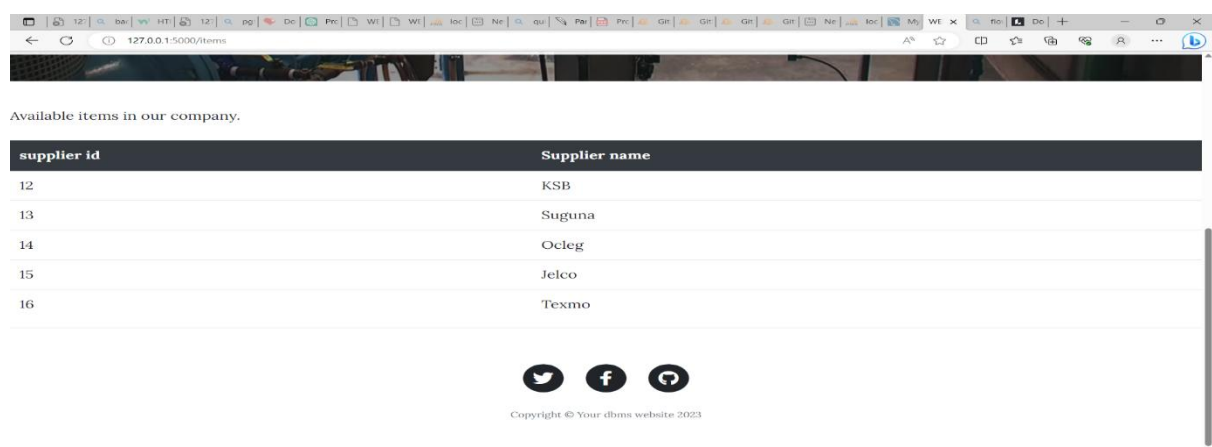 127.0.0.1:5000/items
Available items in our company.
supplier id Supplier name
12 KSB
13 Suguna
14 Ocleg
15 Jelco
16 Texmo
Copyright © Your dbms website 2023